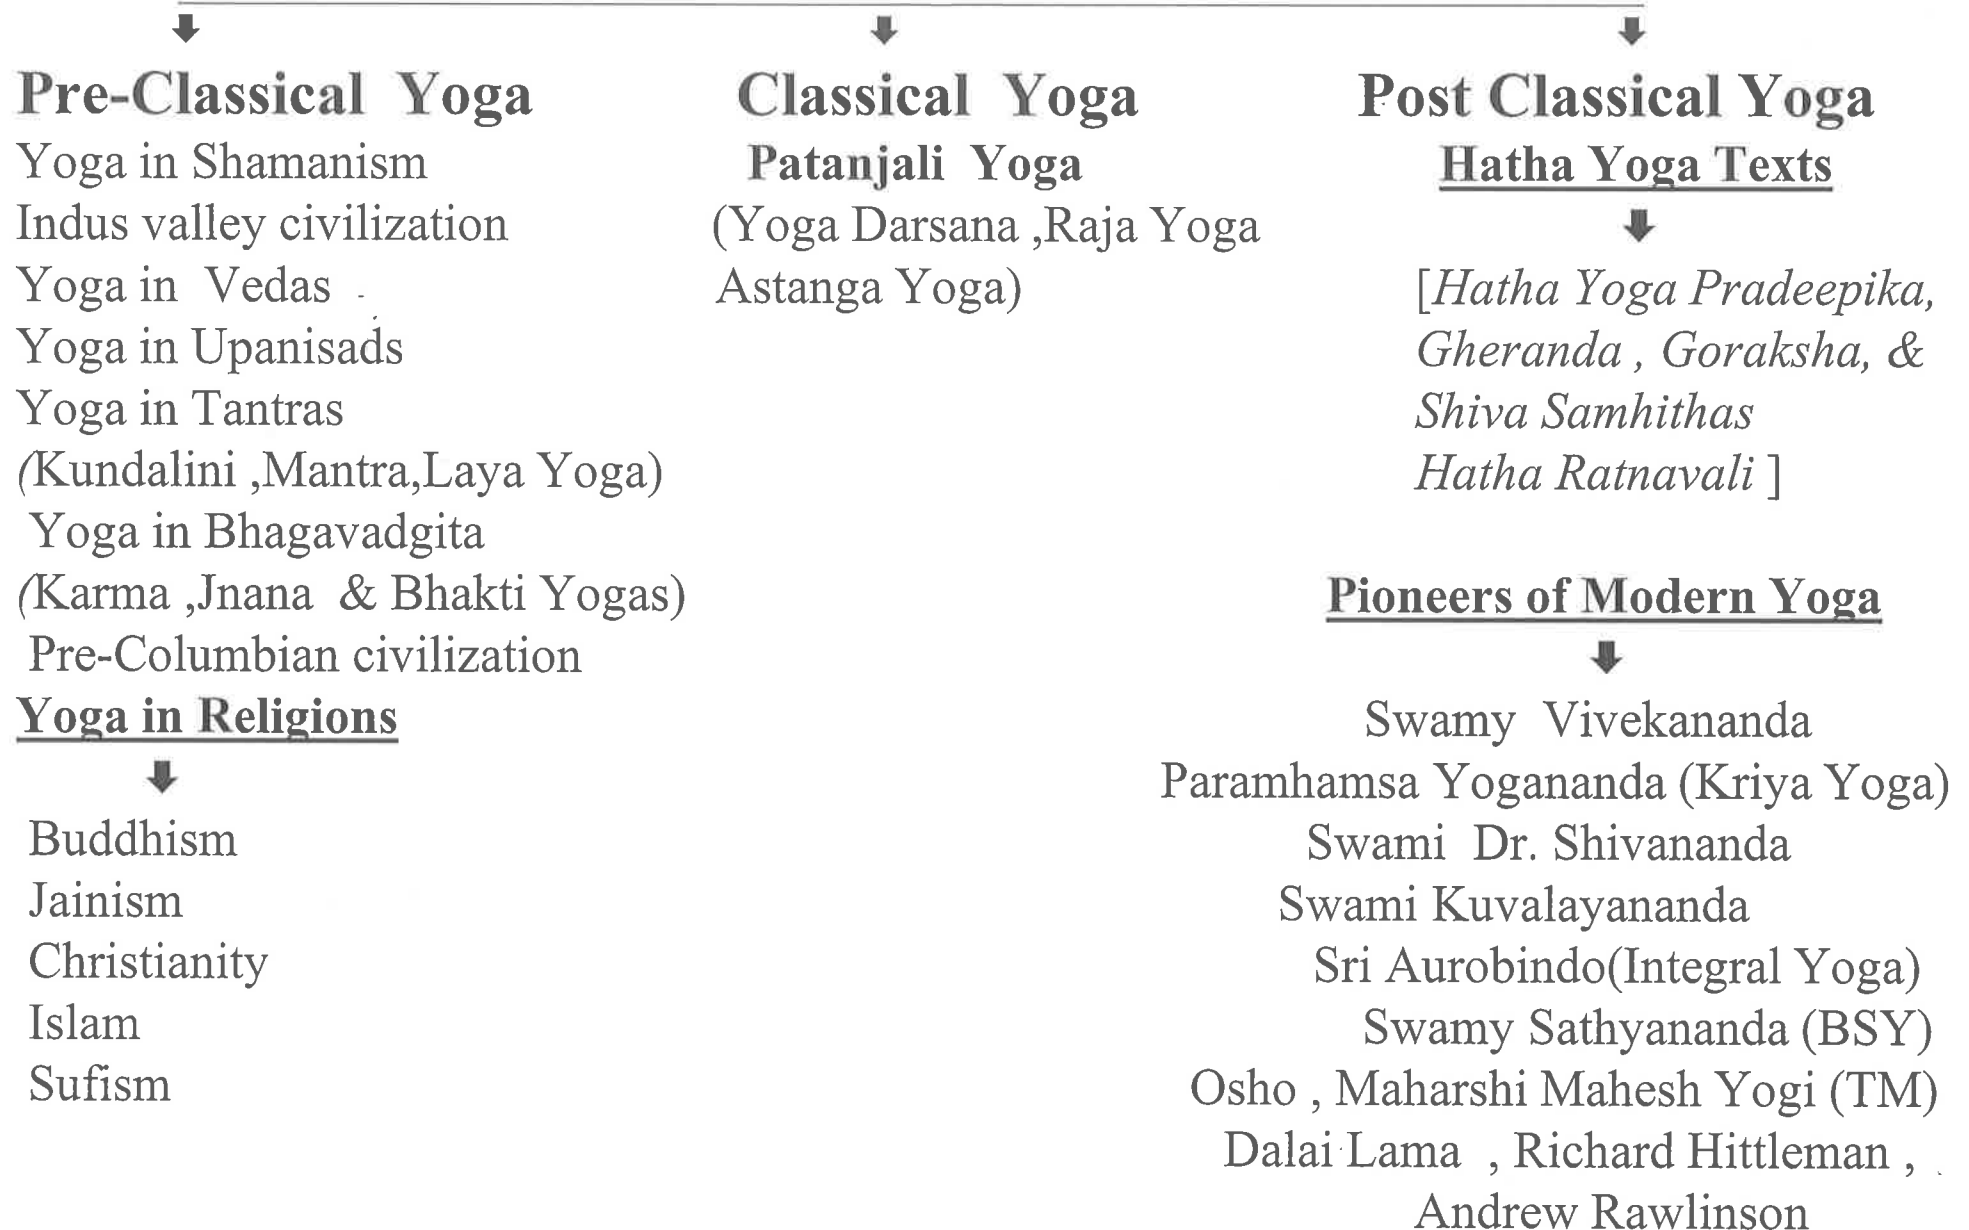 Pre-Classical Yoga
Yoga in Shamanism
Indus valley civilization
Yoga in Vedas
Yoga in Upanisads
Yoga in Tantras
(Kundalini ,Mantra,Laya Yoga)
Yoga in Bhagavadgita
(Karma ,Jnana & Bhakti Yogas)
Pre-Columbian civilization
Yoga in Religions
Buddhism
Jainism
Christianity
Islam
Sufism
Classical Yoga
Patanjali Yoga
(Yoga Darsana ,Raja Yoga
Astanga Yoga)
Post Classical Yoga
Hatha Yoga Texts
[Hatha Yoga Pradeepika,
Gheranda , Goraksha, &
Shiva Samhithas
Hatha Ratnavali ]
Pioneers of Modern Yoga
Swamy Vivekananda
Paramhamsa Yogananda (Kriya Yoga)
Swami Dr. Shivananda
Swami Kuvalayananda
Sri Aurobindo(Integral Yoga)
Swamy Sathyananda (BSY)
Osho , Maharshi Mahesh Yogi (TM)
Dalai Lama , Richard Hittleman ,
Andrew Rawlinson